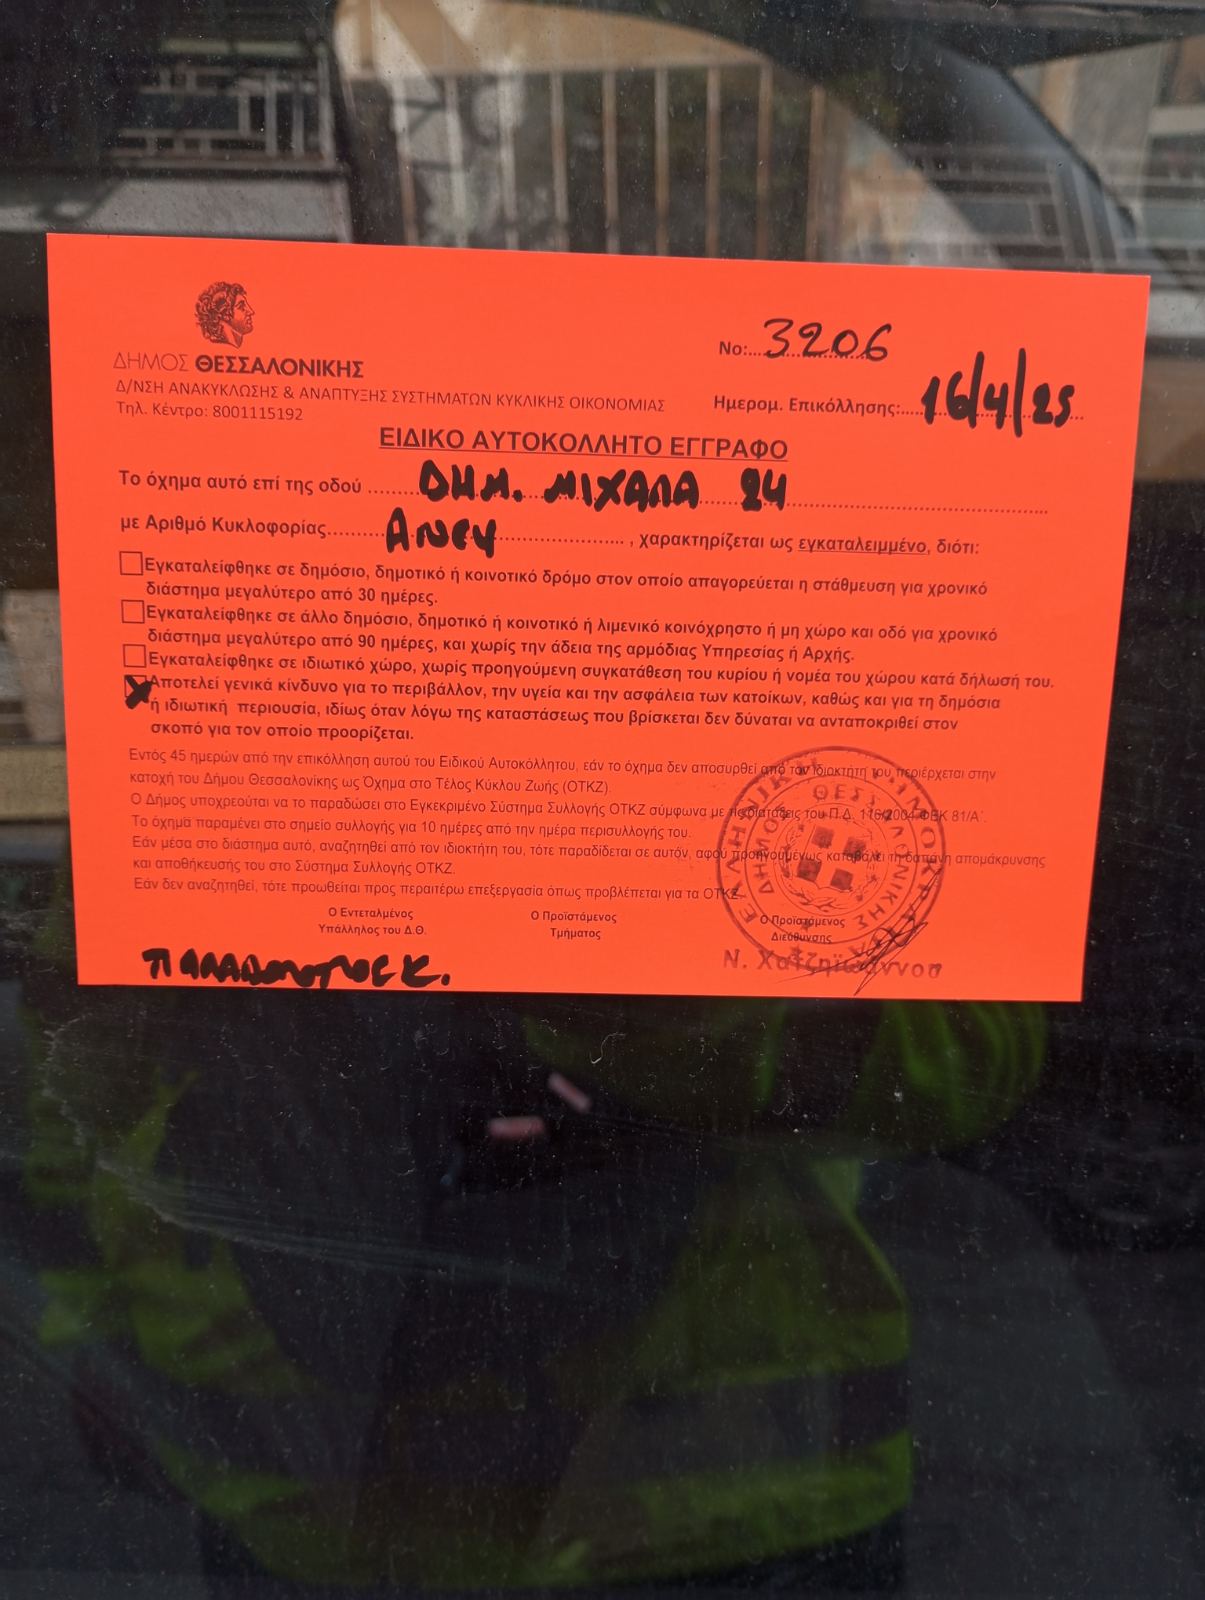 ΔΗΜΟΣ ΘΕΣΣΑΛΟΝΙΚΗΣ
Δ/ΝΣΗ ΑΝΑΚΥΚΛΩΣΗΣ & ΑΝΑΠΤΥΞΗΣ ΣΥΣΤΗΜΑΤΩΝ ΚΥΚΛΙΚΗΣ ΟΙΚΟΝΟΜΙΑΣ
Τηλ. Κέντρο: 8001115192
No:....3206
Ημερομ. Επικόλλησης:....16/4/25
ΕΙΔΙΚΟ ΑΥΤΟΚΟΛΛΗΤΟ ΕΓΓΡΑΦΟ
Το όχημα αυτό επί της οδού ........ΔΗΜ. ΜΙΧΑΛΑ 24
με Αριθμό Κυκλοφορίας........Ανευ...................., χαρακτηρίζεται ως εγκαταλειμμένο, διότι:
Εγκαταλείφθηκε σε δημόσιο, δημοτικό ή κοινοτικό δρόμο στον οποίο απαγορεύεται η στάθμευση για χρονικό
διάστημα μεγαλύτερο από 30 ημέρες.
Εγκαταλείφθηκε σε άλλο δημόσιο, δημοτικό ή κοινοτικό ή λιμενικό κοινόχρηστο ή μη χώρο και οδό για χρονικό
διάστημα μεγαλύτερο από 90 ημέρες, και χωρίς την άδεια της αρμόδιας Υπηρεσίας ή Αρχής.
Εγκαταλείφθηκε σε ιδιωτικό χώρο, χωρίς προηγούμενη συγκατάθεση του κυρίου ή νομέα του χώρου κατά δήλωσή του.
Αποτελεί γενικά κίνδυνο για το περιβάλλον, την υγεία και την ασφάλεια των κατοίκων, καθώς και για τη δημόσια
ή ιδιωτική περιουσία, ιδίως όταν λόγω της καταστάσεως που βρίσκεται δεν δύναται να ανταποκριθεί στον
σκοπό για τον οποίο προορίζεται.
Εντός 45 ημερών από την επικόλληση αυτού του Ειδικού Αυτοκόλλητου, εάν το όχημα δεν αποσυρθεί από τον ιδιοκτήτη του περιέρχεται στην
κατοχή του Δήμου Θεσσαλονίκης ως Όχημα στο Τέλος Κύκλου Ζωής (ΟΤΚΖ).
Ο Δήμος υποχρεούται να το παραδώσει στο Εγκεκριμένο Σύστημα Συλλογής ΟΤΚΖ σύμφωνα με τις διατάξεις του Π.Δ. 116/2004 ΦΕΚ 81/Α΄.
Το όχημα παραμένει στο σημείο συλλογής για 10 ημέρες από την ημέρα περισυλλογής του.
Εάν μέσα στο διάστημα αυτό, αναζητηθεί από τον ιδιοκτήτη του, τότε παραδίδεται σε αυτόν, αφού προηγουμένως καταβάλει τη δαπάνη απομάκρυνσης
και αποθήκευσής του στο Σύστημα Συλλογής ΟΤΚΖ.
Εάν δεν αναζητηθεί, τότε προωθείται προς περαιτέρω επεξεργασία όπως προβλέπεται για τα ΟΤΚΖ.
Ο Εντεταλμένος
Υπάλληλος του Δ.Θ.
Ο Προϊστάμενος
Τμήματος
Ο Προϊστάμενος
Διεύθυνσης
ΕΛΛΗΝΙΚΗ ΔΗΜΟΚΡΑΤΙΑ
ΔΗΜΟΣ ΘΕΣΣΑΛΟΝΙΚΗΣ
Ν. Χατζηϊωάννου